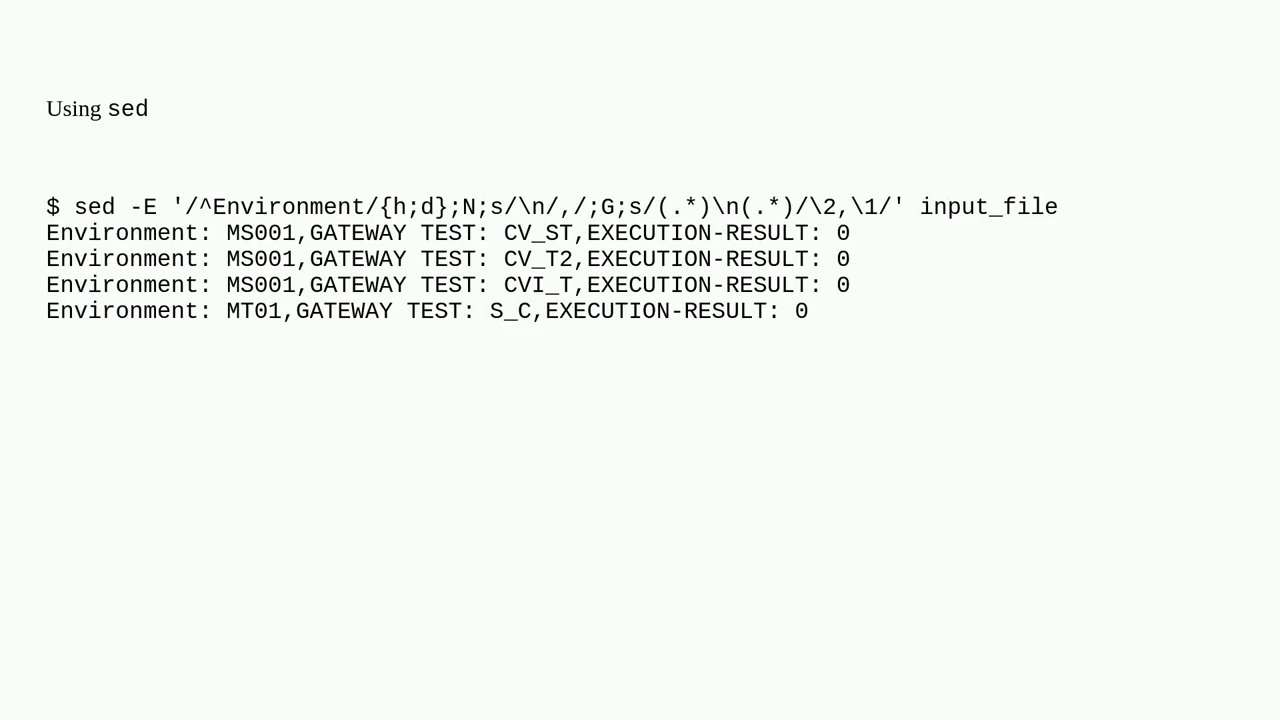 Using sed
$ sed -E '/^Environment/{h;d};N;s/\n/,/;G;s/(.*)\n(.*)/\2,\1/' input_file
Environment: MS001,GATEWAY TEST: CV_ST,EXECUTION-RESULT: 0
Environment: MS001,GATEWAY TEST: CV_T2,EXECUTION-RESULT: 0
Environment: MS001,GATEWAY TEST: CVI_T,EXECUTION-RESULT: 0
Environment: MT01,GATEWAY TEST: S_C,EXECUTION-RESULT: 0